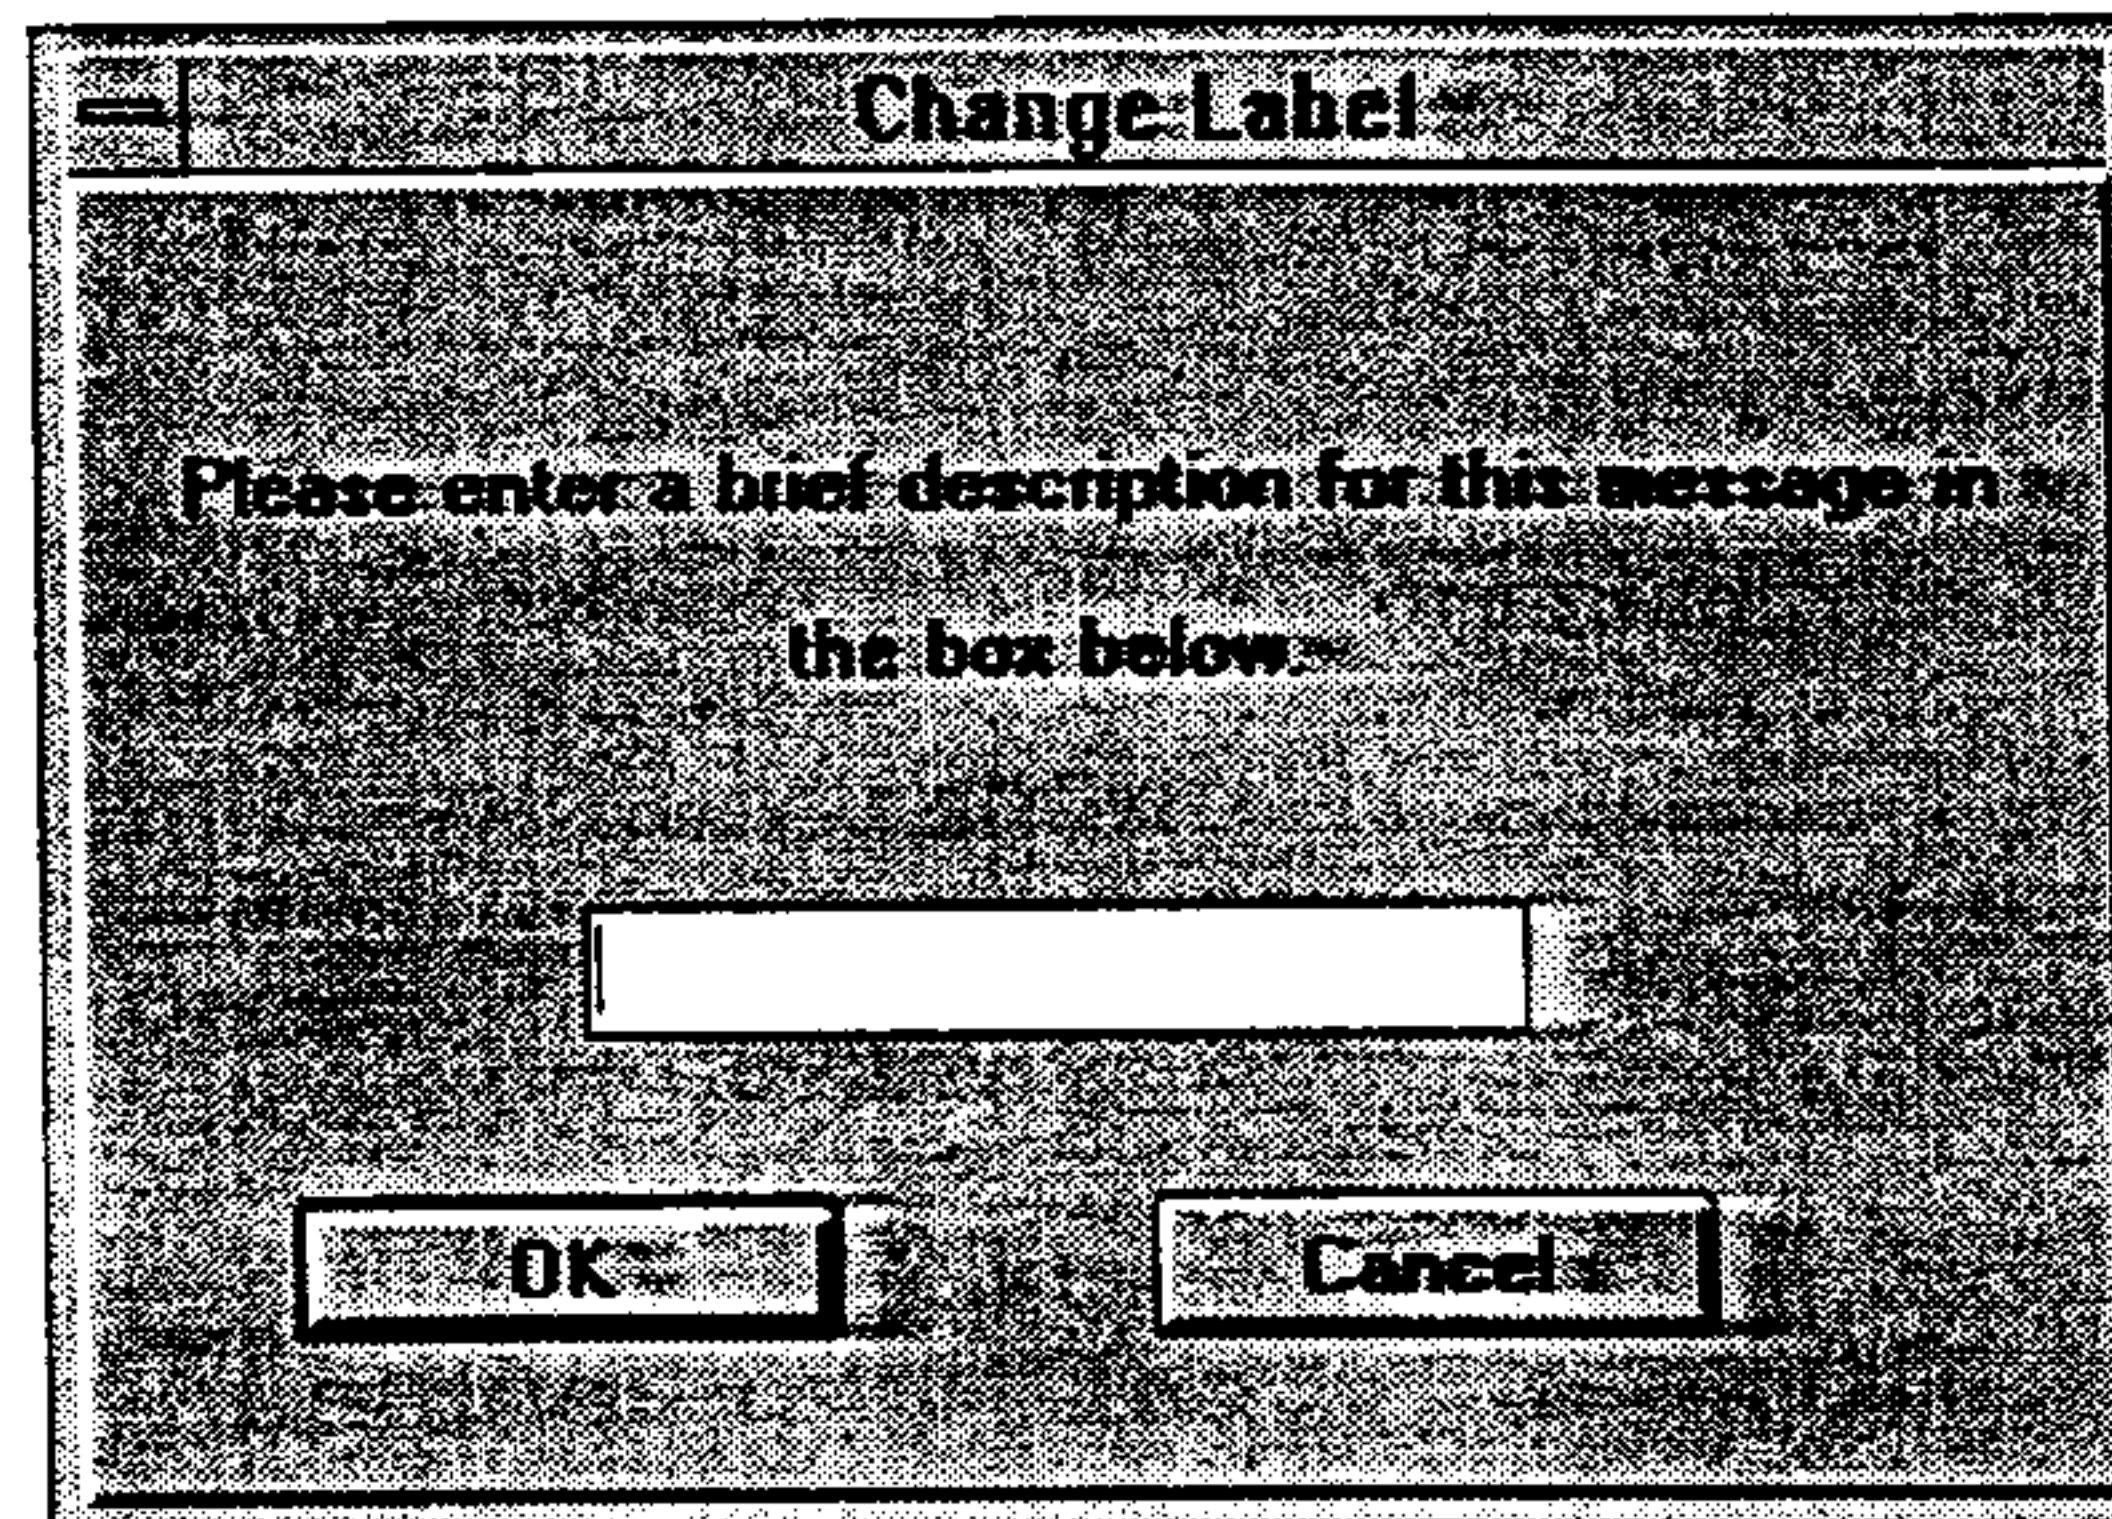 Change Label
Please enter a brief description for this message in
the box below.
OK
Cancel